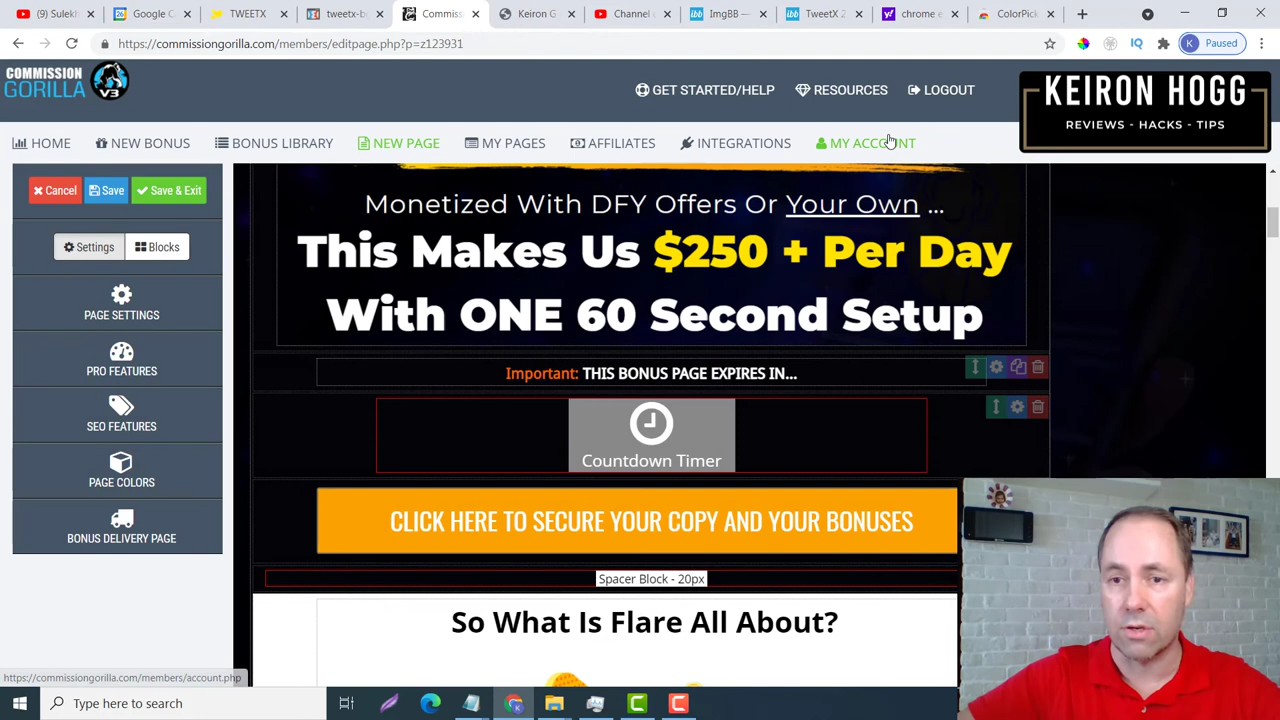 Sulekh
Google C
TWEETX
tweetx-b
Commis
Keiron G
Channel c
ImgBB —
TweetX 2
chrome e
ColorPick
https://commissiongorilla.com/members/editpage.php?p=z123931
IQ
K
Paused
COMMISSION
GORILLA
V3
GET STARTED/HELP
RESOURCES
LOGOUT
KEIRON HOGG
REVIEWS - HACKS - TIPS
HOME
NEW BONUS
BONUS LIBRARY
NEW PAGE
MY PAGES
AFFILIATES
INTEGRATIONS
MY ACCOUNT
Cancel
Save
Save & Exit
Settings
Blocks
PAGE SETTINGS
PRO FEATURES
SEO FEATURES
PAGE COLORS
BONUS DELIVERY PAGE
Monetized With DFY Offers Or Your Own ...
This Makes Us $250 + Per Day
With ONE 60 Second Setup
Important: THIS BONUS PAGE EXPIRES IN...
Countdown Timer
CLICK HERE TO SECURE YOUR COPY AND YOUR BONUSES
Spacer Block - 20px
So What Is Flare All About?
https://commissiongorilla.com/members/account.php
Type here to search